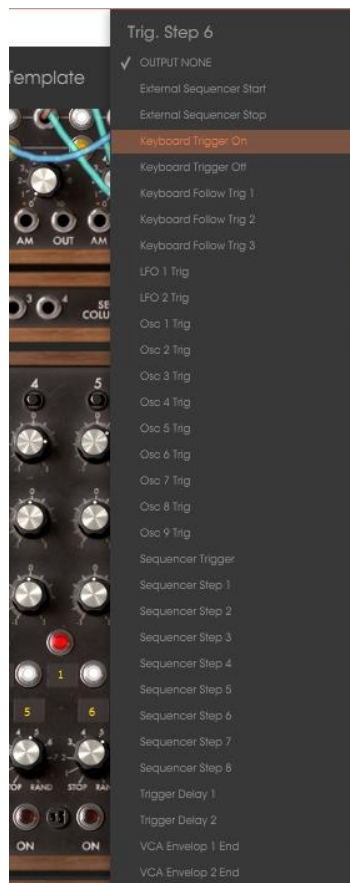 Trig. Step 6
OUTPUT NONE
External Sequencer Start
External Sequencer Stop
Keyboard Trigger On
Keyboard Trigger Off
Keyboard Follow Trig 1
Keyboard Follow Trig 2
Keyboard Follow Trig 3
LFO 1 Trig
LFO 2 Trig
Osc 1 Trig
Osc 2 Trig
Osc 3 Trig
Osc 4 Trig
Osc 5 Trig
Osc 6 Trig
Osc 7 Trig
Osc 8 Trig
Osc 9 Trig
Sequencer Trigger
Sequencer Step 1
Sequencer Step 2
Sequencer Step 3
Sequencer Step 4
Sequencer Step 5
Sequencer Step 6
Sequencer Step 7
Sequencer Step 8
Trigger Delay 1
Trigger Delay 2
VCA Envelop 1 End
VCA Envelop 2 End
Template
AM OUT AM
3 4
4 5
1
5 6
RAND STOP
ON ON